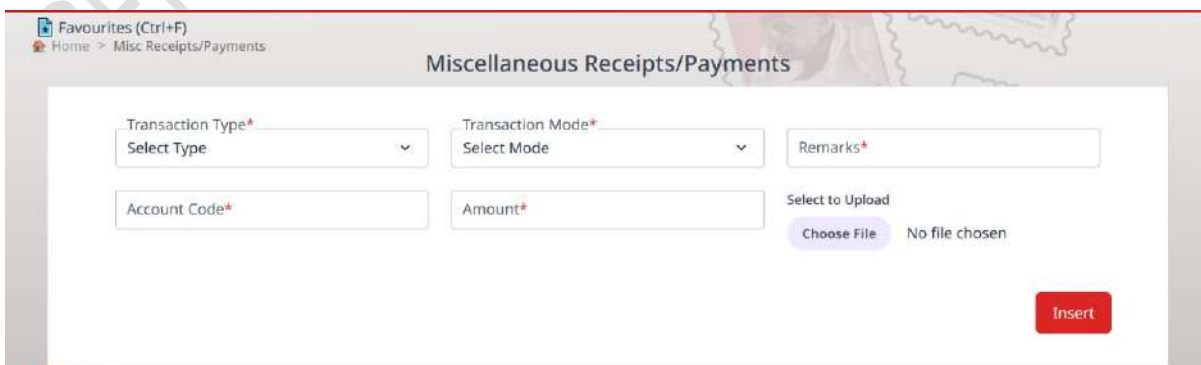 Favourites (Ctrl+F)
Home > Misc Receipts/Payments
Miscellaneous Receipts/Payments
Transaction Type*
Select Type
Transaction Mode*
Select Mode
Remarks*
Account Code*
Amount*
Select to Upload
Choose File No file chosen
Insert